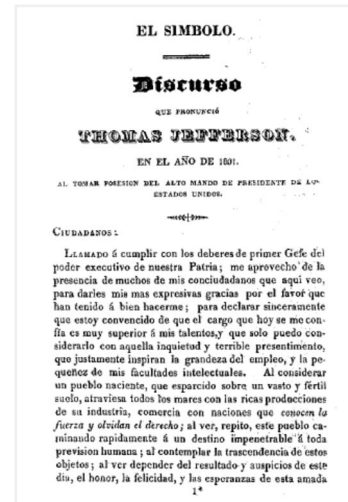 EL SIMBOLO.
Discurso
QUE PRONUNCIÓ
THOMAS JEFFERSON.
EN EL AÑO DE 1801.
AL TOMAR POSESION DEL ALTO MANDO DE PRESIDENTE DE LOS
ESTADOS UNIDOS.
CIUDADANOS:
LLAMADO á cumplir con los deberes de primer Gefe del
poder executivo de nuestra Patria; me aprovecho de la
presencia de muchos de mis conciudadanos que aqui veo,
para darles mis mas expresivas gracias por el favor que
han tenido á bien hacerme; para declarar sinceramente
que estoy convencido de que el cargo que hoy se me con-
fia es muy superior á mis talentos, y que solo puedo con-
siderarlo con aquella inquietud y terrible presentimiento,
que justamente inspiran la grandeza del empleo, y la pe-
queñez de mis facultades intelectuales. Al considerar
un pueblo naciente, que esparcido sobre un vasto y fértil
suelo, atraviesa todos los mares con las ricas producciones
de su industria, comercia con naciones que conocen la
fuerza y olvidan el derecho; al ver, repito, este pueblo ca-
minando rapidamente á un destino impenetrable á toda
prevision humana; al contemplar la trascendencia de estos
objetos; al ver depender del resultado y auspicios de este
dia, el honor, la felicidad, y las esperanzas de esta amada
1*